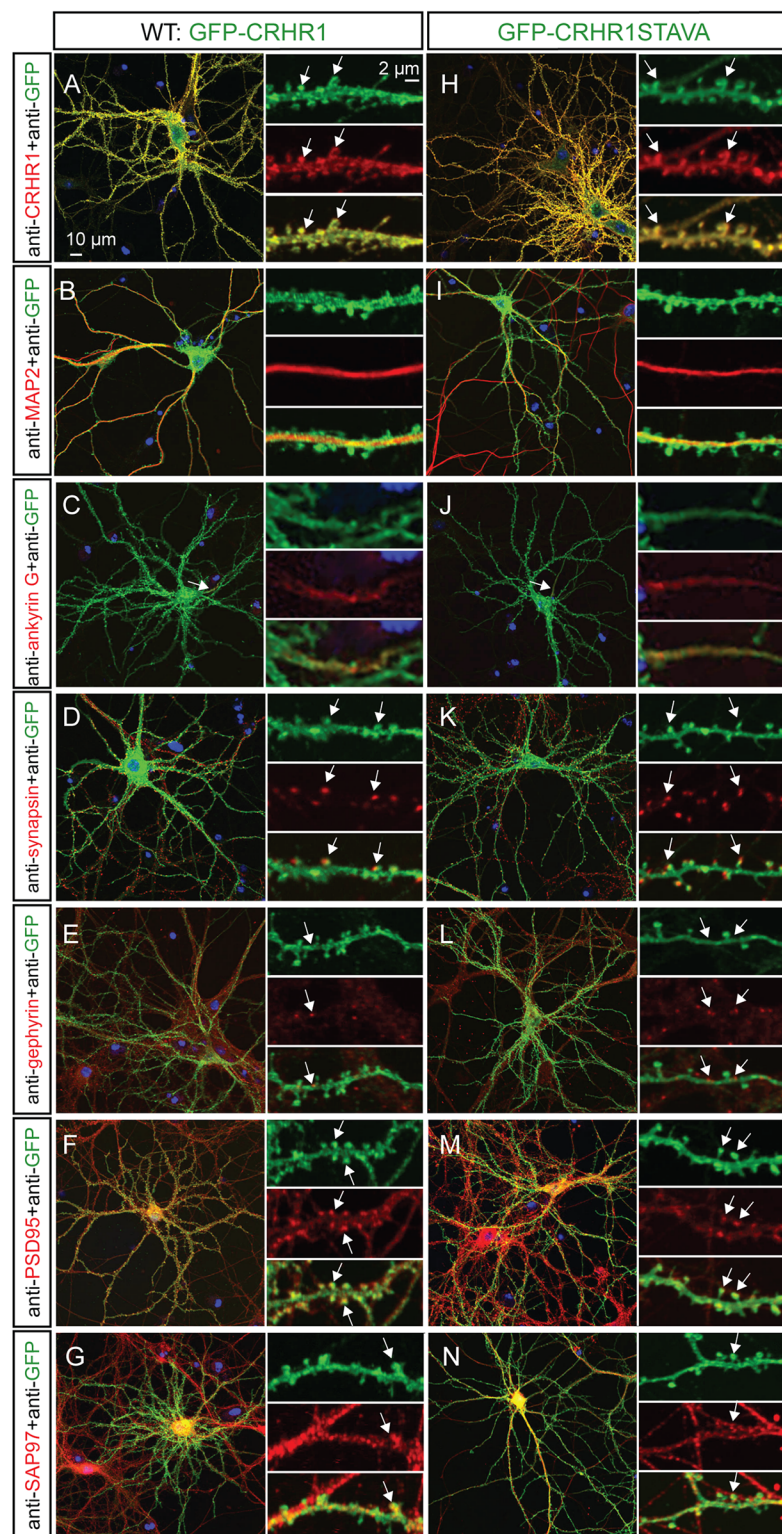 WT: GFP-CRHR1
GFP-CRHR1STAVA
anti-CRHR1+anti-GFP
A
10 µm
2 µm
H
anti-MAP2+anti-GFP
B
I
anti-ankyrin G+anti-GFP
C
J
anti-synapsin+anti-GFP
D
K
anti-gephyrin+anti-GFP
E
L
anti-PSD95+anti-GFP
F
M
anti-SAP97+anti-GFP
G
N